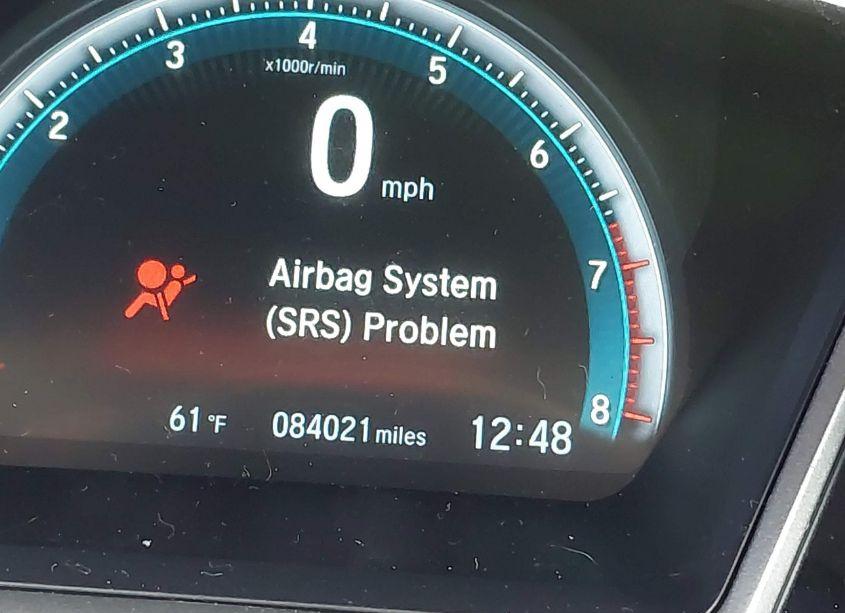 2 3 4 5 6 7 8
x1000r/min
0 mph
Airbag System
(SRS) Problem
61 °F 084021 miles 12:48